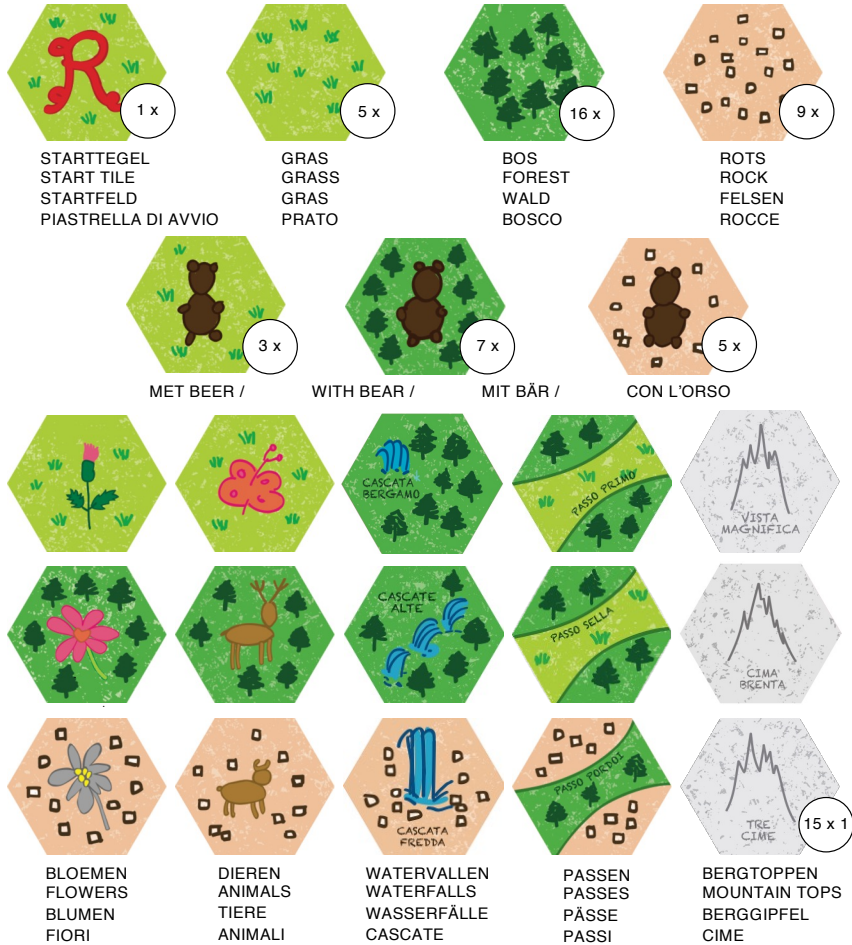 R
1 x
5 x
16 x
9 x
STARTTEGEL
START TILE
STARTFELD
PIASTRELLA DI AVVIO
GRAS
GRASS
GRAS
PRATO
BOS
FOREST
WALD
BOSCO
ROTS
ROCK
FELSEN
ROCCE
3 x
7 x
5 x
MET BEER / WITH BEAR / MIT BÄR / CON L'ORSO
CASCATA
BERGAMO
PASSO PRIMO
VISTA
MAGNIFICA
CASCATE
ALTE
PASSO SELLA
CIMA
BRENTA
CASCATA
FREDDA
PASSO PORDOI
TRE
CIME
15 x 1
BLOEMEN
FLOWERS
BLUMEN
FIORI
DIEREN
ANIMALS
TIERE
ANIMALI
WATERVALLEN
WATERFALLS
WASSERFÄLLE
CASCATE
PASSEN
PASSES
PÄSSE
PASSI
BERGTOPPEN
MOUNTAIN TOPS
BERGGIPFEL
CIME